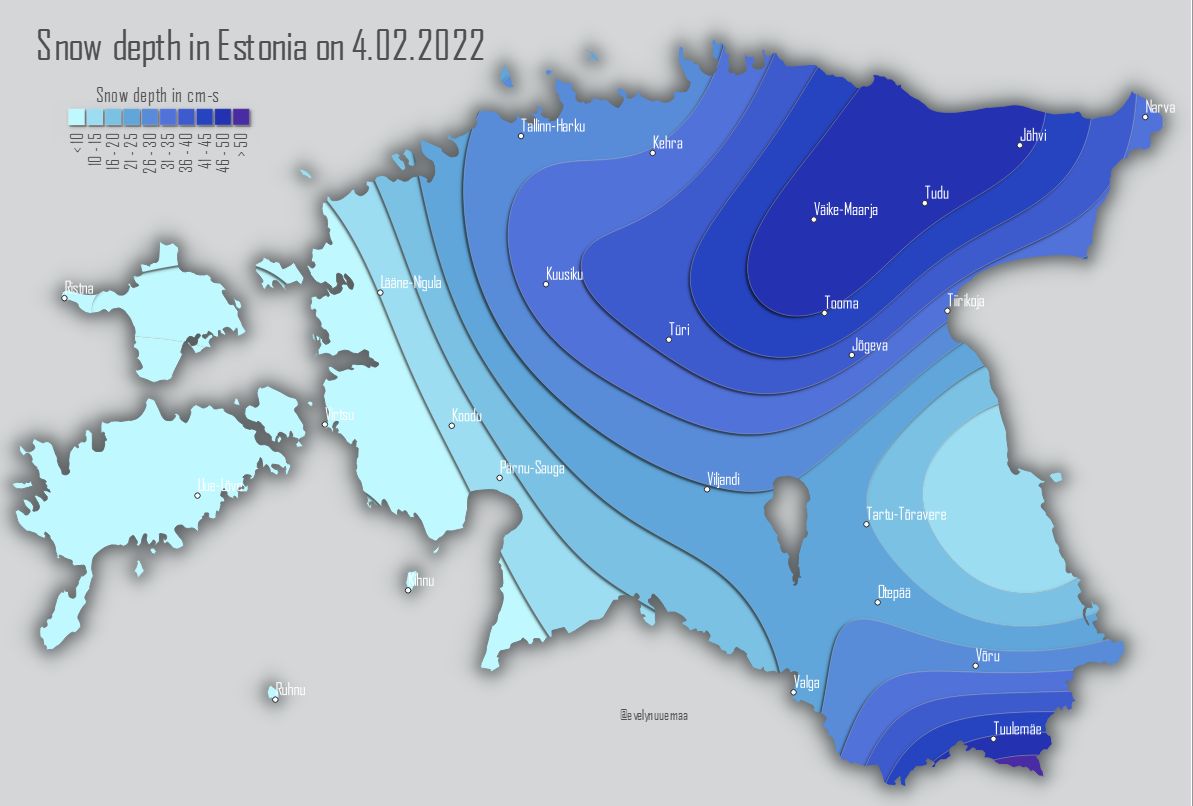 Snow depth in Estonia on 4.02.2022
Snow depth in cm-s
< 10
10 - 15
16 - 20
21 - 25
26 - 30
31 - 35
36 - 40
41 - 45
46 - 50
> 50
Narva
Tallinn-Harku
Jõhvi
Kehra
Tudu
Väike-Maarja
Kuusiku
Lääne-Nigula
Ristna
Tiirikoja
Tooma
Türi
Jõgeva
Virtsu
Koodu
Pärnu-Sauga
Viljandi
Tartu-Tõravere
Kihnu
Otepää
Võru
Valga
Ruhnu
@evelynuuemaa
Tuulemäe